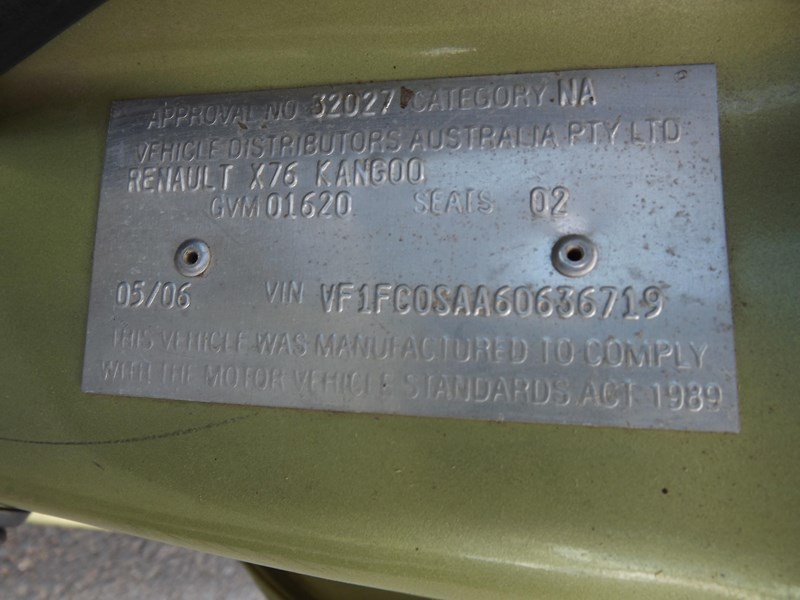 APPROVAL NO 32027 CATEGORY NA
VEHICLE DISTRIBUTORS AUSTRALIA PTY LTD
RENAULT X76 KANGOO
GVM 01620 SEATS 02
05/06 VIN VF1FC0SAA60636719
THIS VEHICLE WAS MANUFACTURED TO COMPLY
WITH THE MOTOR VEHICLE STANDARDS ACT 1989